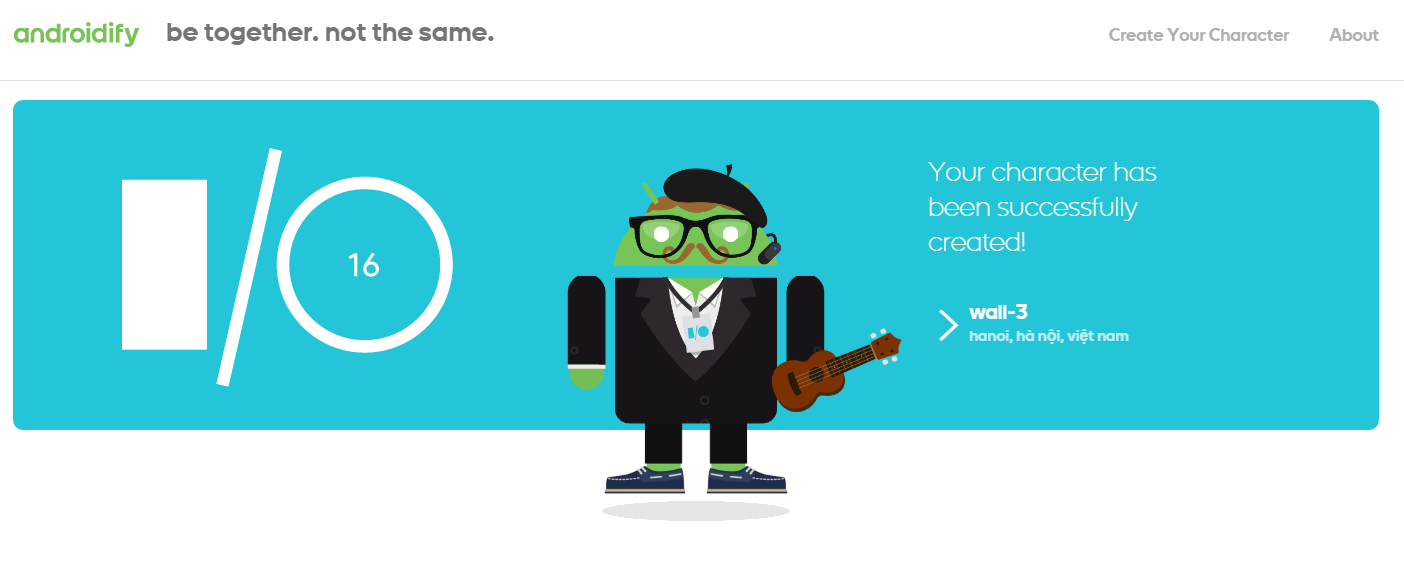 androidify
be together. not the same.
Create Your Character
About
I/O
16
Your character has
been successfully
created!
wall-3
hanoi, hà nội, việt nam
I/O